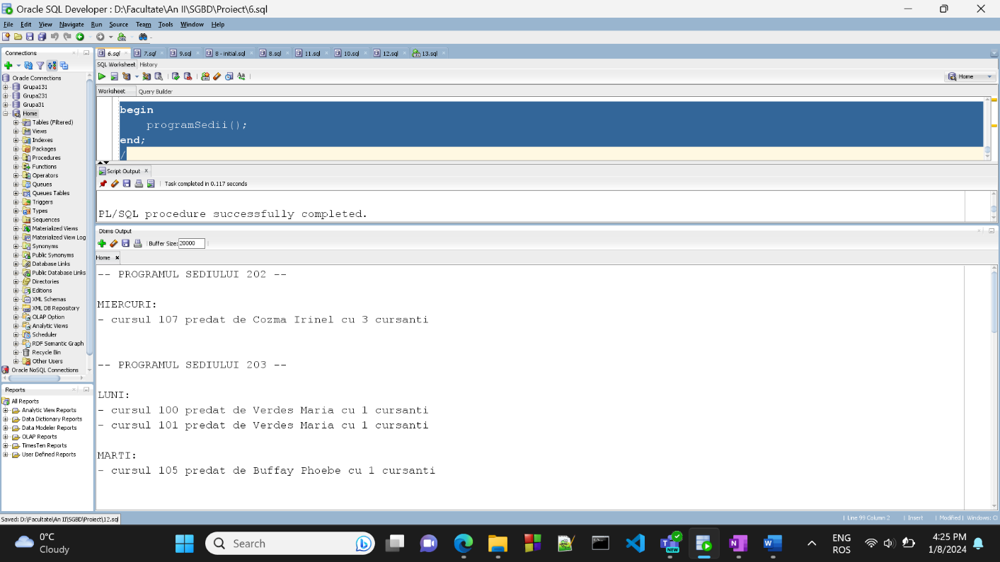 Oracle SQL Developer : D:\Facultate\An II\SGBD\Proiect\6.sql
File Edit View Navigate Run Source Team Tools Window Help
Connections
Oracle Connections
Grupa131
Grupa231
Grupa31
Home
Tables (Filtered)
Views
Indexes
Packages
Procedures
Functions
Operators
Queues
Queues Tables
Triggers
Types
Sequences
Materialized Views
Materialized View Log
Synonyms
Public Synonyms
Database Links
Public Database Links
Directories
Editions
XML Schemas
XML DB Repository
OLAP Option
Analytic Views
Scheduler
RDF Semantic Graph
Recycle Bin
Other Users
Oracle NoSQL Connections
Reports
All Reports
Analytic View Reports
Data Dictionary Reports
Data Modeler Reports
OLAP Reports
TimesTen Reports
User Defined Reports
6.sql 7.sql 9.sql 8 - initial.sql 8.sql 11.sql 10.sql 12.sql 13.sql
SQL Worksheet History
Home
Worksheet Query Builder
begin
programSedii();
end;
/
Script Output
Task completed in 0.117 seconds
PL/SQL procedure successfully completed.
Dbms Output
Buffer Size: 20000
Home
-- PROGRAMUL SEDIULUI 202 --
MIERCURI:
- cursul 107 predat de Cozma Irinel cu 3 cursanti
-- PROGRAMUL SEDIULUI 203 --
LUNI:
- cursul 100 predat de Verdes Maria cu 1 cursanti
- cursul 101 predat de Verdes Maria cu 1 cursanti
MARTI:
- cursul 105 predat de Buffay Phoebe cu 1 cursanti
Saved: D:\Facultate\An II\SGBD\Proiect\12.sql
Line 99 Column 2 | Insert | Modified | Windows:
0°C
Cloudy
Search
NEW
ENG
ROS
4:25 PM
1/8/2024